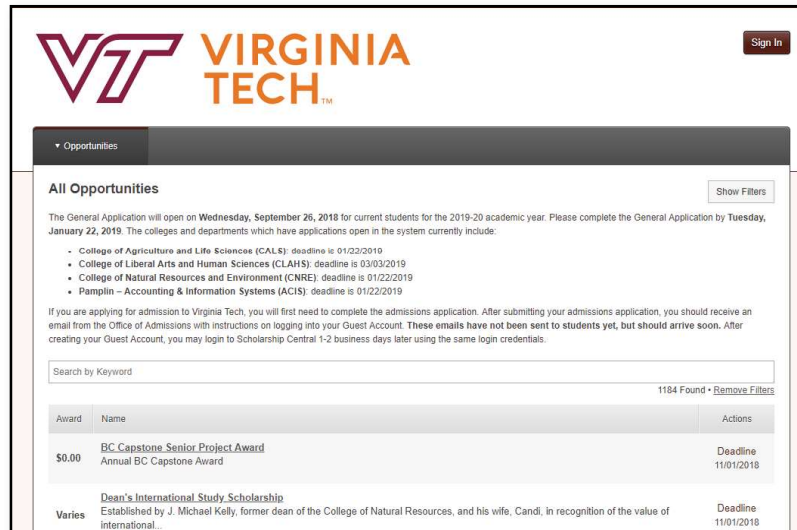 VT VIRGINIA
TECH™
Sign In
▾ Opportunities
All Opportunities
Show Filters
The General Application will open on Wednesday, September 26, 2018 for current students for the 2019-20 academic year. Please complete the General Application by Tuesday,
January 22, 2019. The colleges and departments which have applications open in the system currently include:
• College of Agriculture and Life Sciences (CALS): deadline is 01/22/2019
• College of Liberal Arts and Human Sciences (CLAHS): deadline is 03/03/2019
• College of Natural Resources and Environment (CNRE): deadline is 01/22/2019
• Pamplin – Accounting & Information Systems (ACIS): deadline is 01/22/2019
If you are applying for admission to Virginia Tech, you will first need to complete the admissions application. After submitting your admissions application, you should receive an
email from the Office of Admissions with instructions on logging into your Guest Account. These emails have not been sent to students yet, but should arrive soon. After
creating your Guest Account, you may login to Scholarship Central 1-2 business days later using the same login credentials.
Search by Keyword
1184 Found • Remove Filters
Award Name Actions
BC Capstone Senior Project Award
$0.00 Annual BC Capstone Award Deadline
11/01/2018
Dean's International Study Scholarship
Varies Established by J. Michael Kelly, former dean of the College of Natural Resources, and his wife, Candi, in recognition of the value of Deadline
international... 11/01/2018